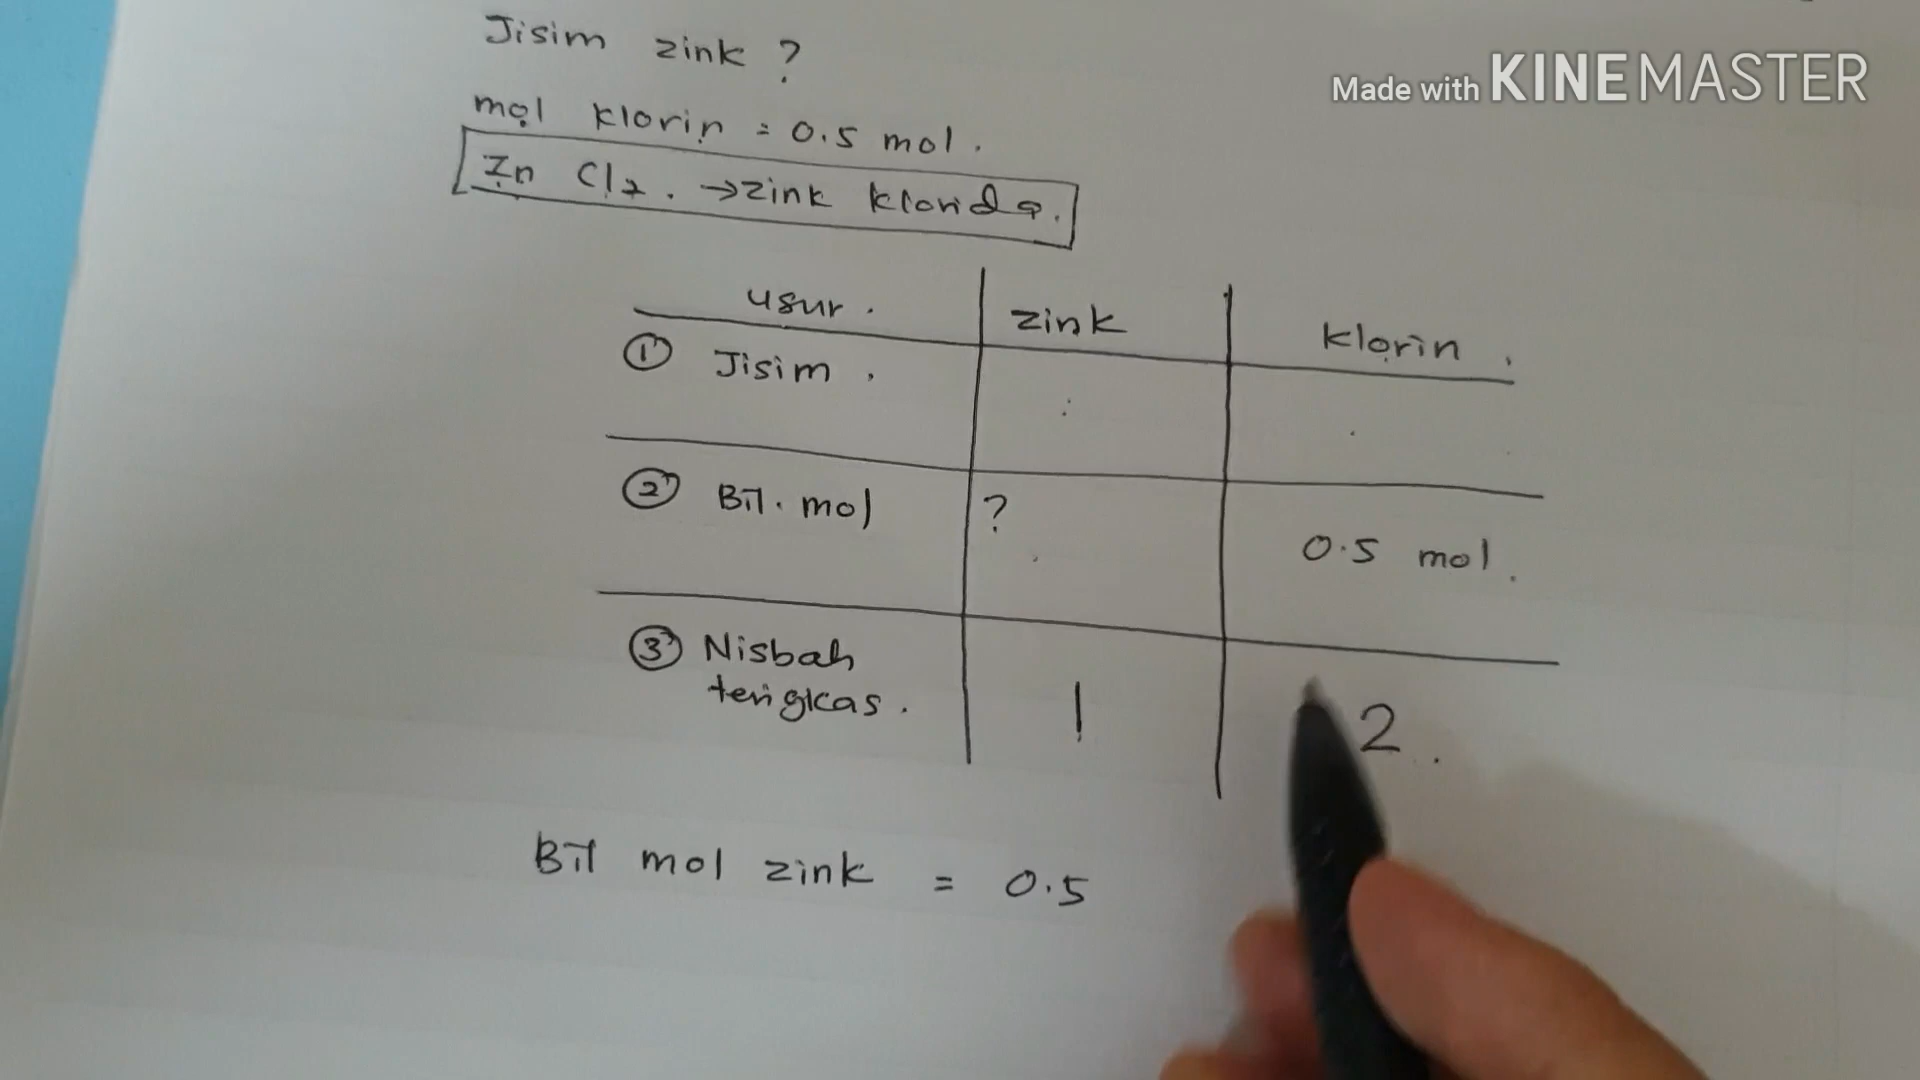 Jisim zink ?
Made with KINEMASTER
mol klorin = 0.5 mol.
Zn Cl2. → zink klorida.
usur. zink klorin.
① Jisim.
② Bil. mol ? 0.5 mol.
③ Nisbah 1 2
teringkas.
Bil mol zink = 0.5